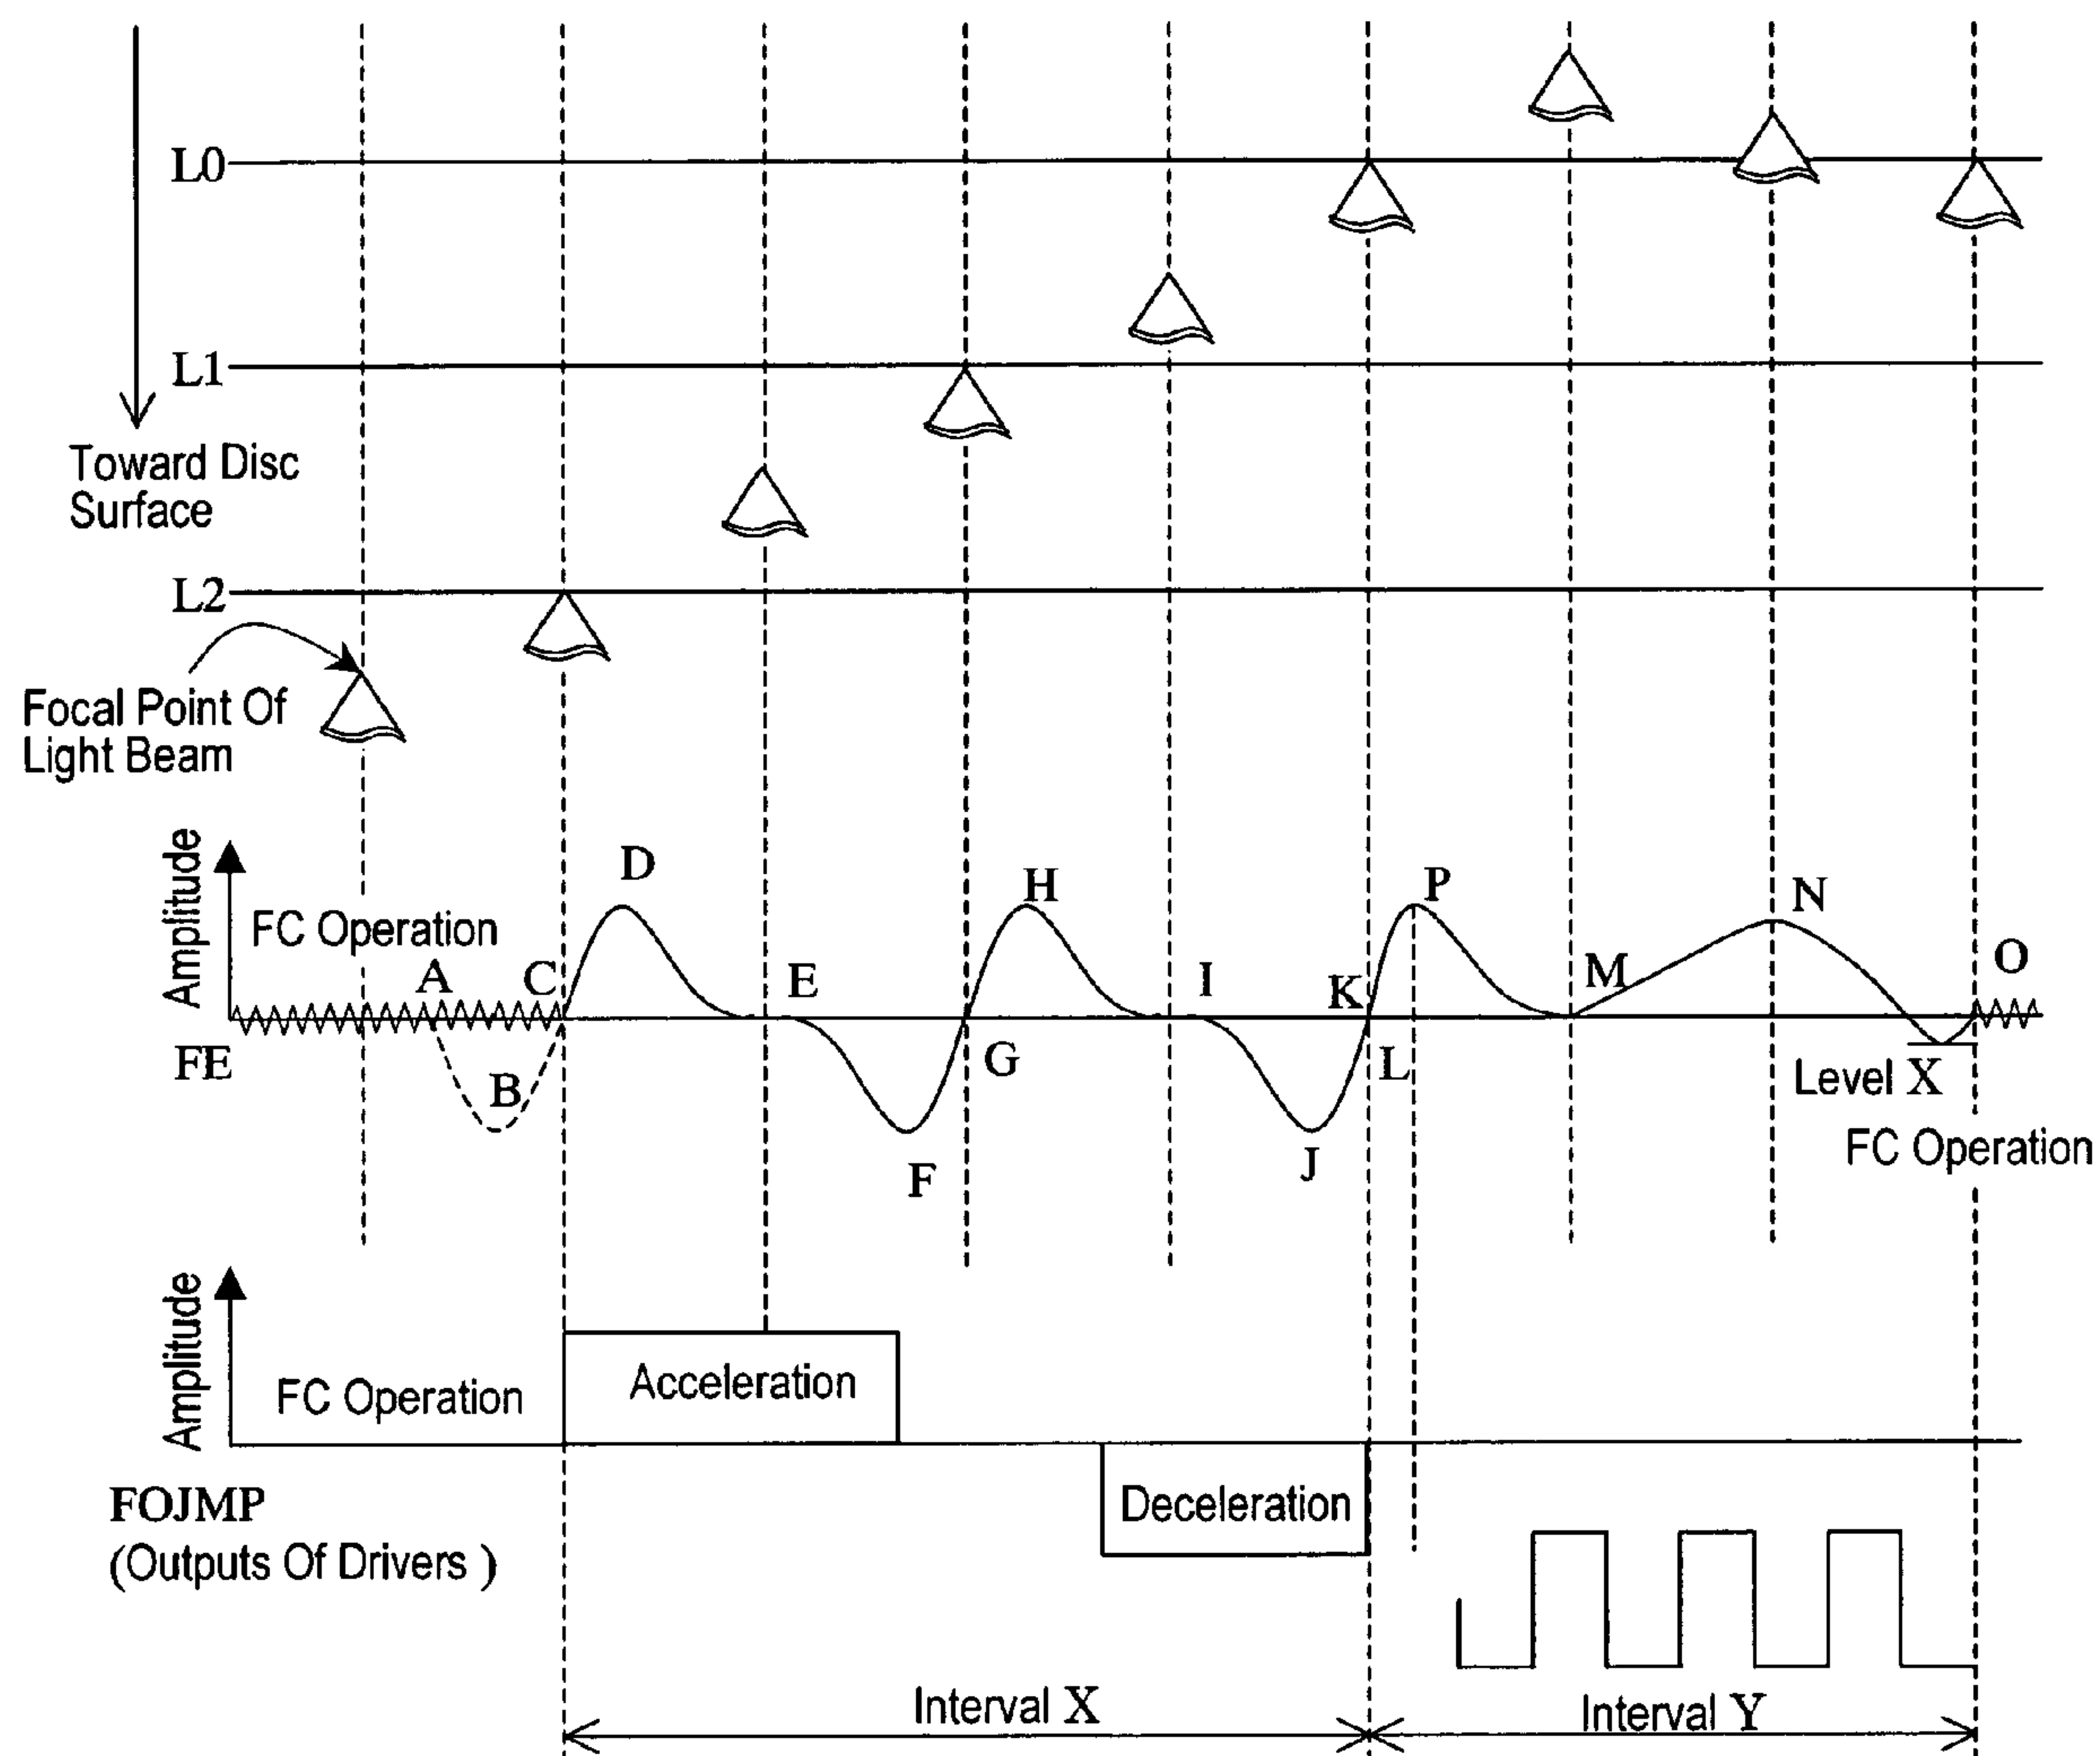 L0
L1
Toward Disc
Surface
L2
Focal Point Of
Light Beam
Amplitude
FC Operation
FE
A
B
C
D
E
F
G
H
I
J
K
L
P
M
N
O
Level X
FC Operation
Amplitude
FC Operation
Acceleration
Deceleration
FOJMP
(Outputs Of Drivers )
Interval X
Interval Y